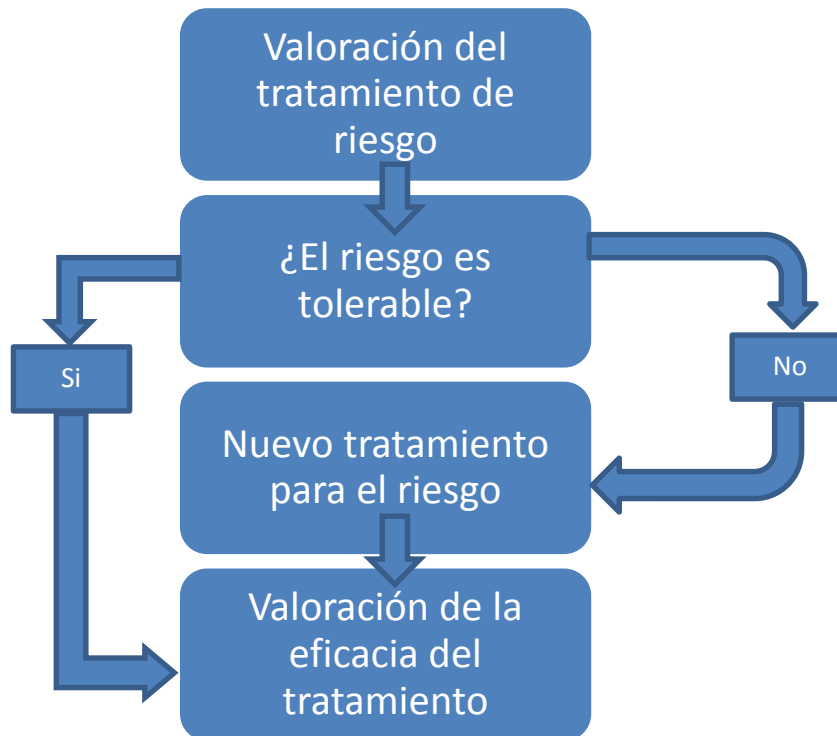 Valoración del
tratamiento de
riesgo
¿El riesgo es
tolerable?
Si
No
Nuevo tratamiento
para el riesgo
Valoración de la
eficacia del
tratamiento